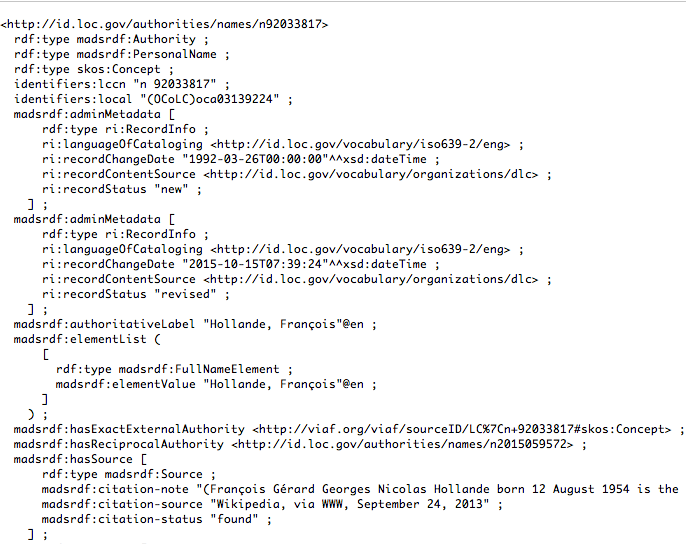 <http://id.loc.gov/authorities/names/n92033817>
  rdf:type madsrdf:Authority ;
  rdf:type madsrdf:PersonalName ;
  rdf:type skos:Concept ;
  identifiers:lccn "n 92033817" ;
  identifiers:local "(OCoLC)oca03139224" ;
  madsrdf:adminMetadata [
      rdf:type ri:RecordInfo ;
      ri:languageOfCataloging <http://id.loc.gov/vocabulary/iso639-2/eng> ;
      ri:recordChangeDate "1992-03-26T00:00:00"^^xsd:dateTime ;
      ri:recordContentSource <http://id.loc.gov/vocabulary/organizations/dlc> ;
      ri:recordStatus "new" ;
    ] ;
  madsrdf:adminMetadata [
      rdf:type ri:RecordInfo ;
      ri:languageOfCataloging <http://id.loc.gov/vocabulary/iso639-2/eng> ;
      ri:recordChangeDate "2015-10-15T07:39:24"^^xsd:dateTime ;
      ri:recordContentSource <http://id.loc.gov/vocabulary/organizations/dlc> ;
      ri:recordStatus "revised" ;
    ] ;
  madsrdf:authoritativeLabel "Hollande, François"@en ;
  madsrdf:elementList (
      [
        rdf:type madsrdf:FullNameElement ;
        madsrdf:elementValue "Hollande, François"@en ;
      ]
    ) ;
  madsrdf:hasExactExternalAuthority <http://viaf.org/viaf/sourceID/LC%7Cn+92033817#skos:Concept> ;
  madsrdf:hasReciprocalAuthority <http://id.loc.gov/authorities/names/n2015059572> ;
  madsrdf:hasSource [
      rdf:type madsrdf:Source ;
      madsrdf:citation-note "(François Gérard Georges Nicolas Hollande born 12 August 1954 is the
      madsrdf:citation-source "Wikipedia, via WWW, September 24, 2013" ;
      madsrdf:citation-status "found" ;
    ] ;